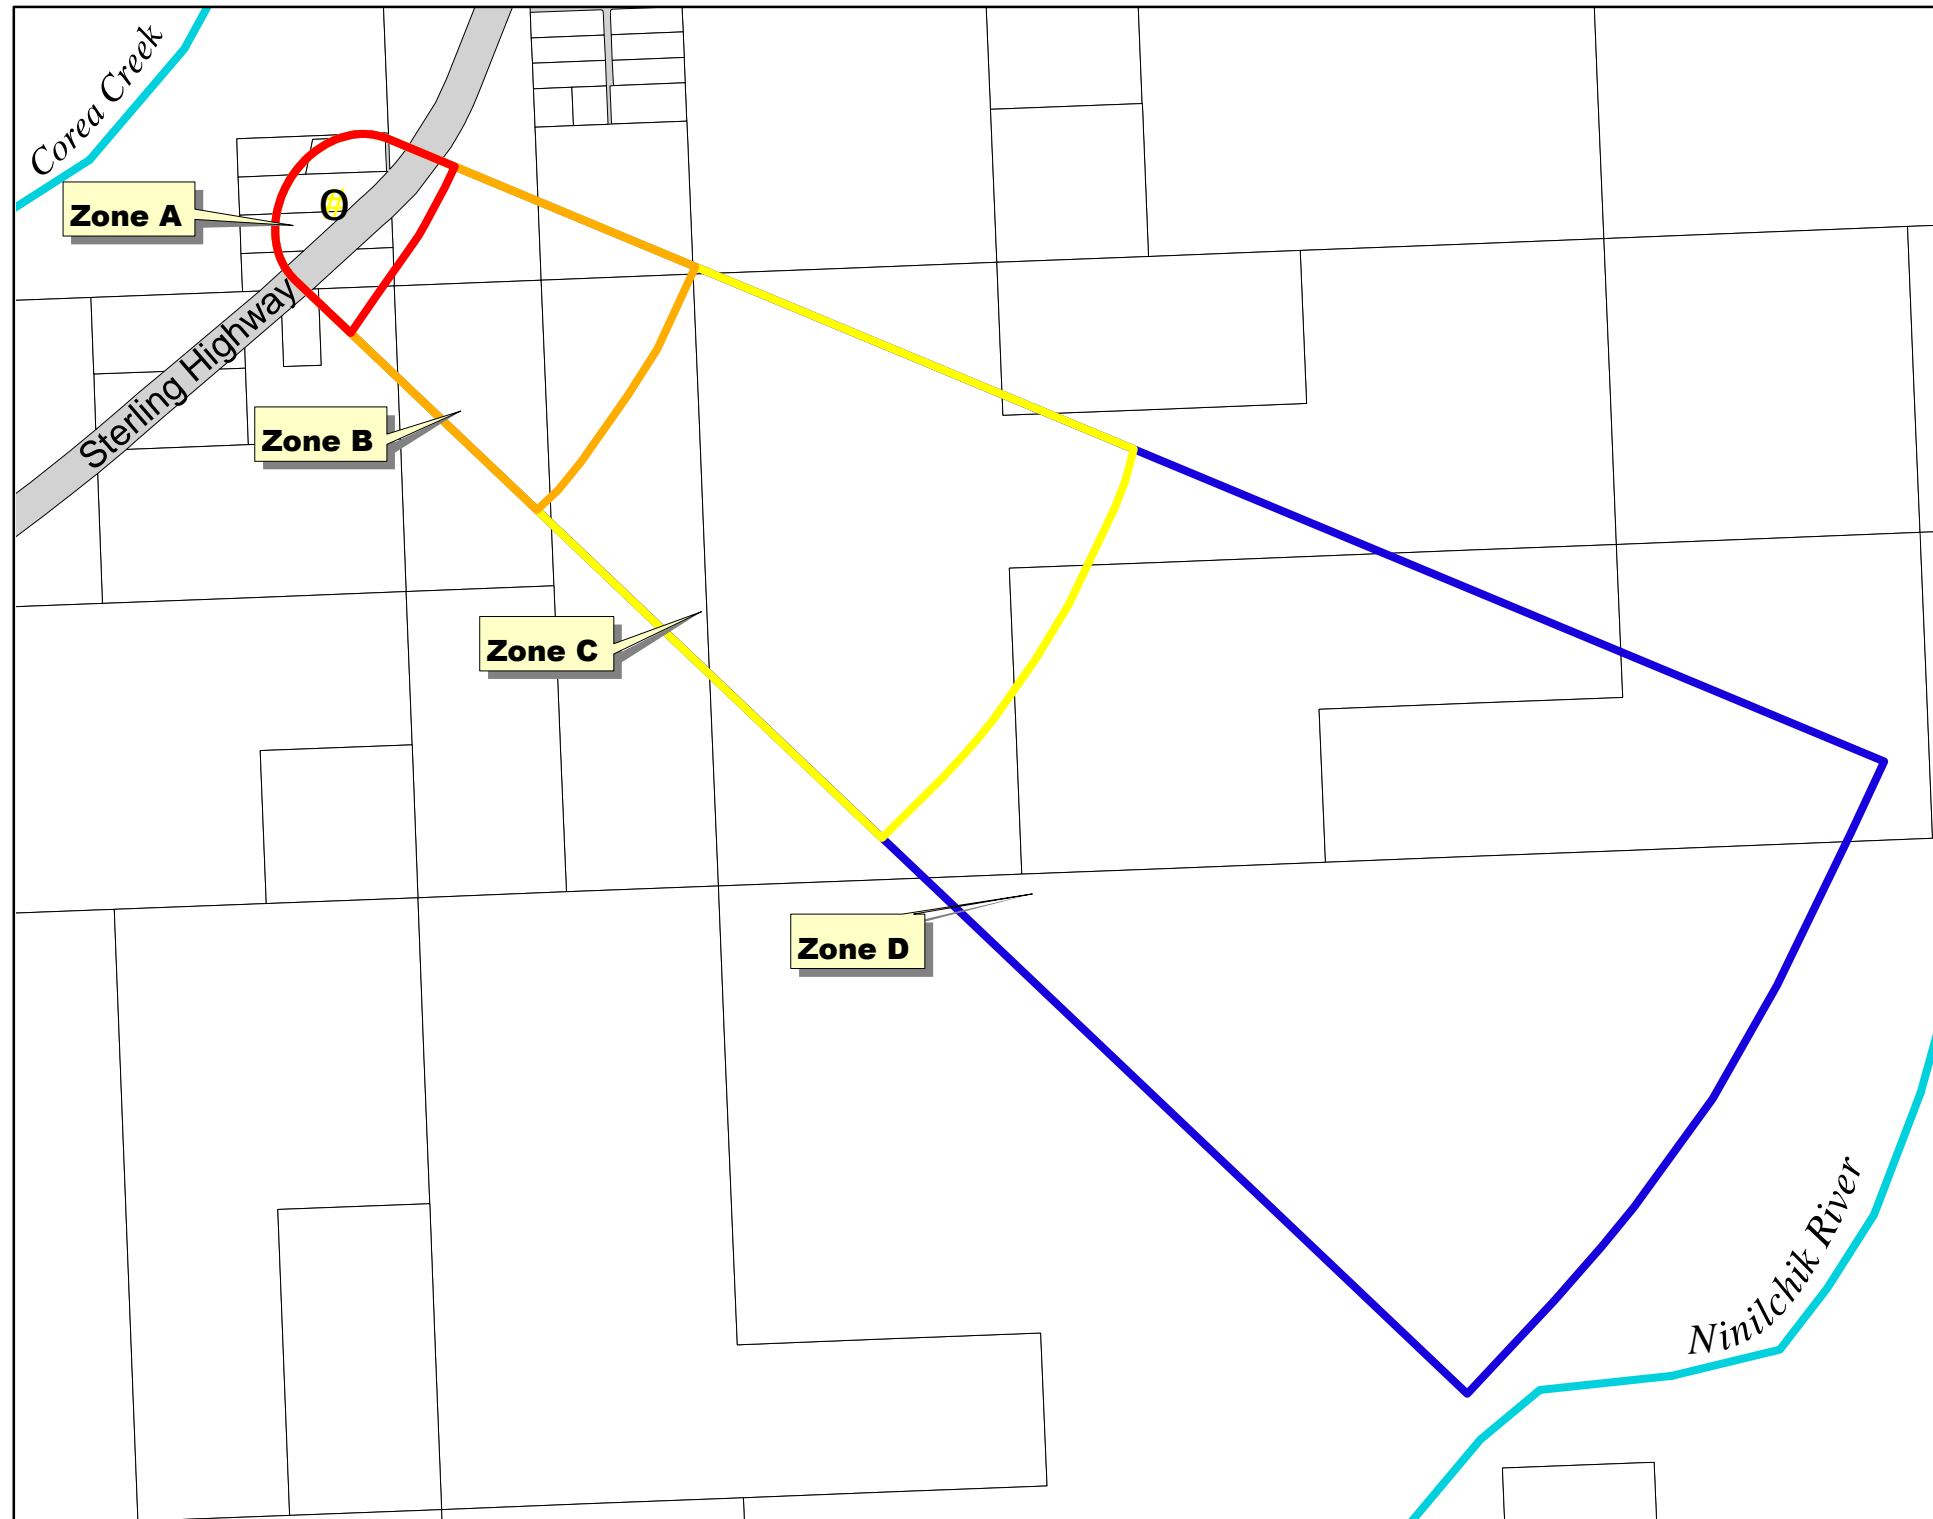 Corea Creek
Zone A
Sterling Highway
Zone B
Zone C
Zone D
Ninilchik River